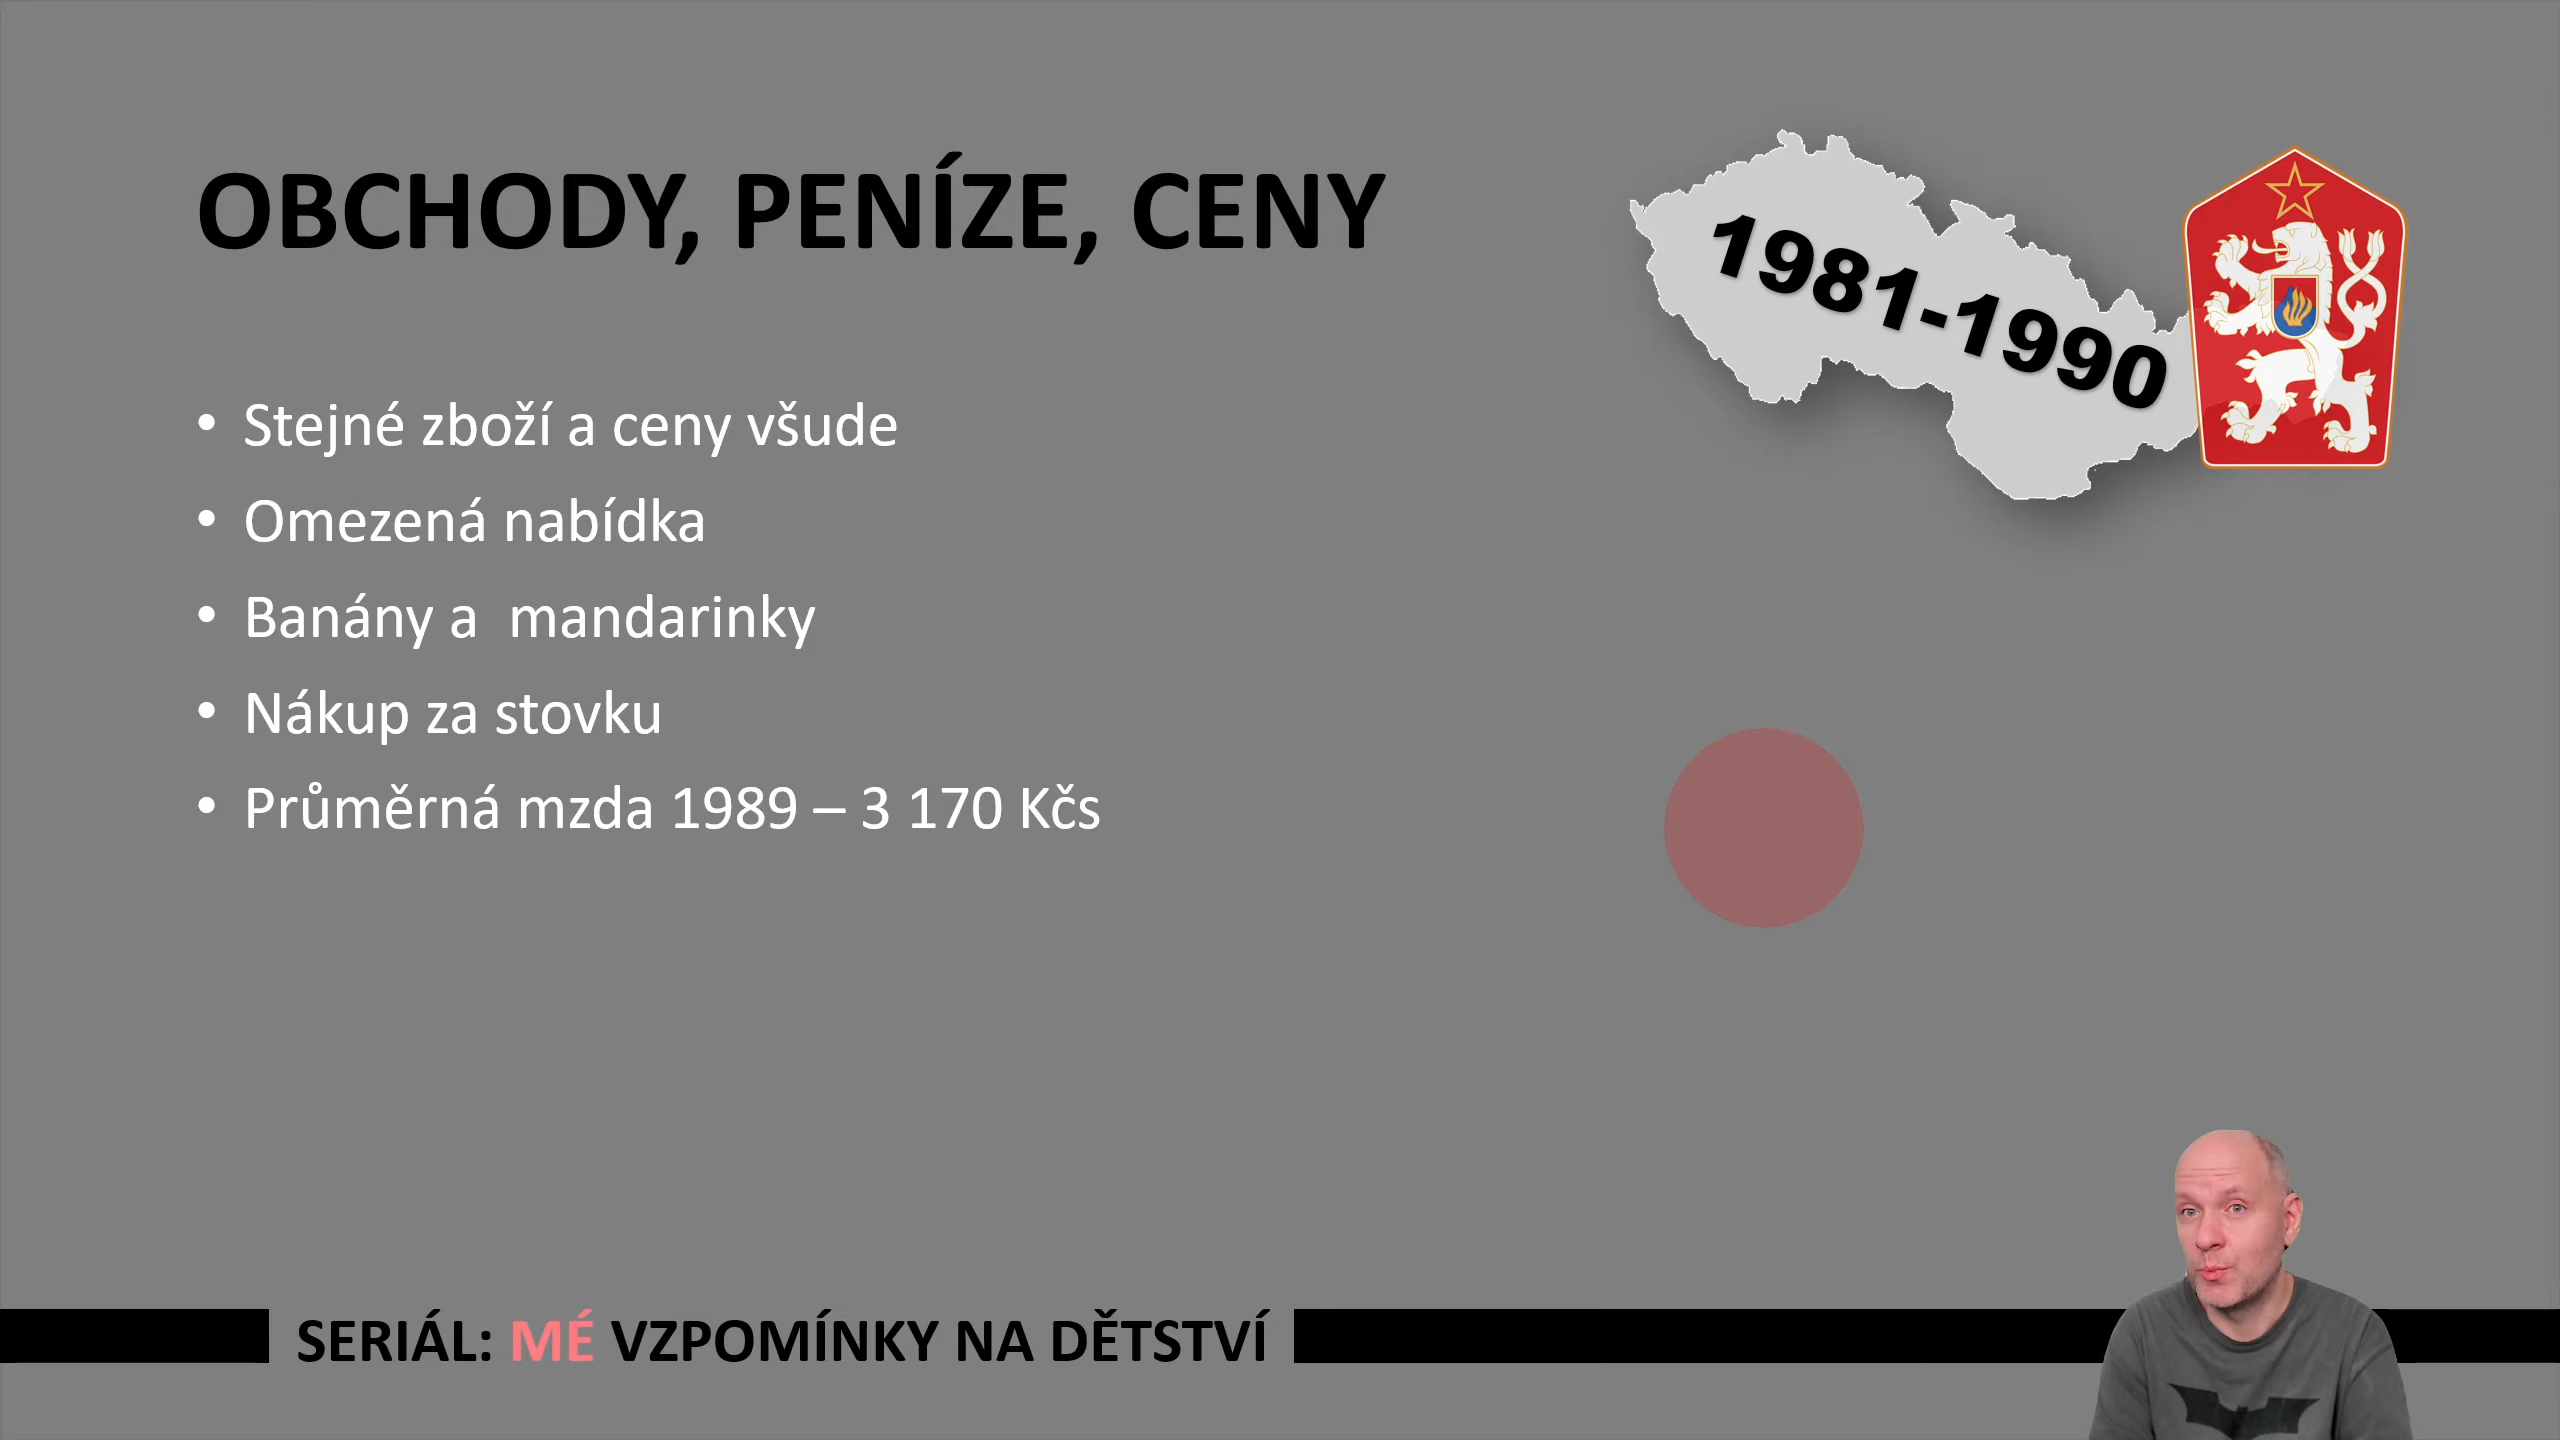 OBCHODY, PENÍZE, CENY
1981-1990
• Stejné zboží a ceny všude
• Omezená nabídka
• Banány a  mandarinky
• Nákup za stovku
• Průměrná mzda 1989 – 3 170 Kčs
SERIÁL: MÉ VZPOMÍNKY NA DĚTSTVÍ